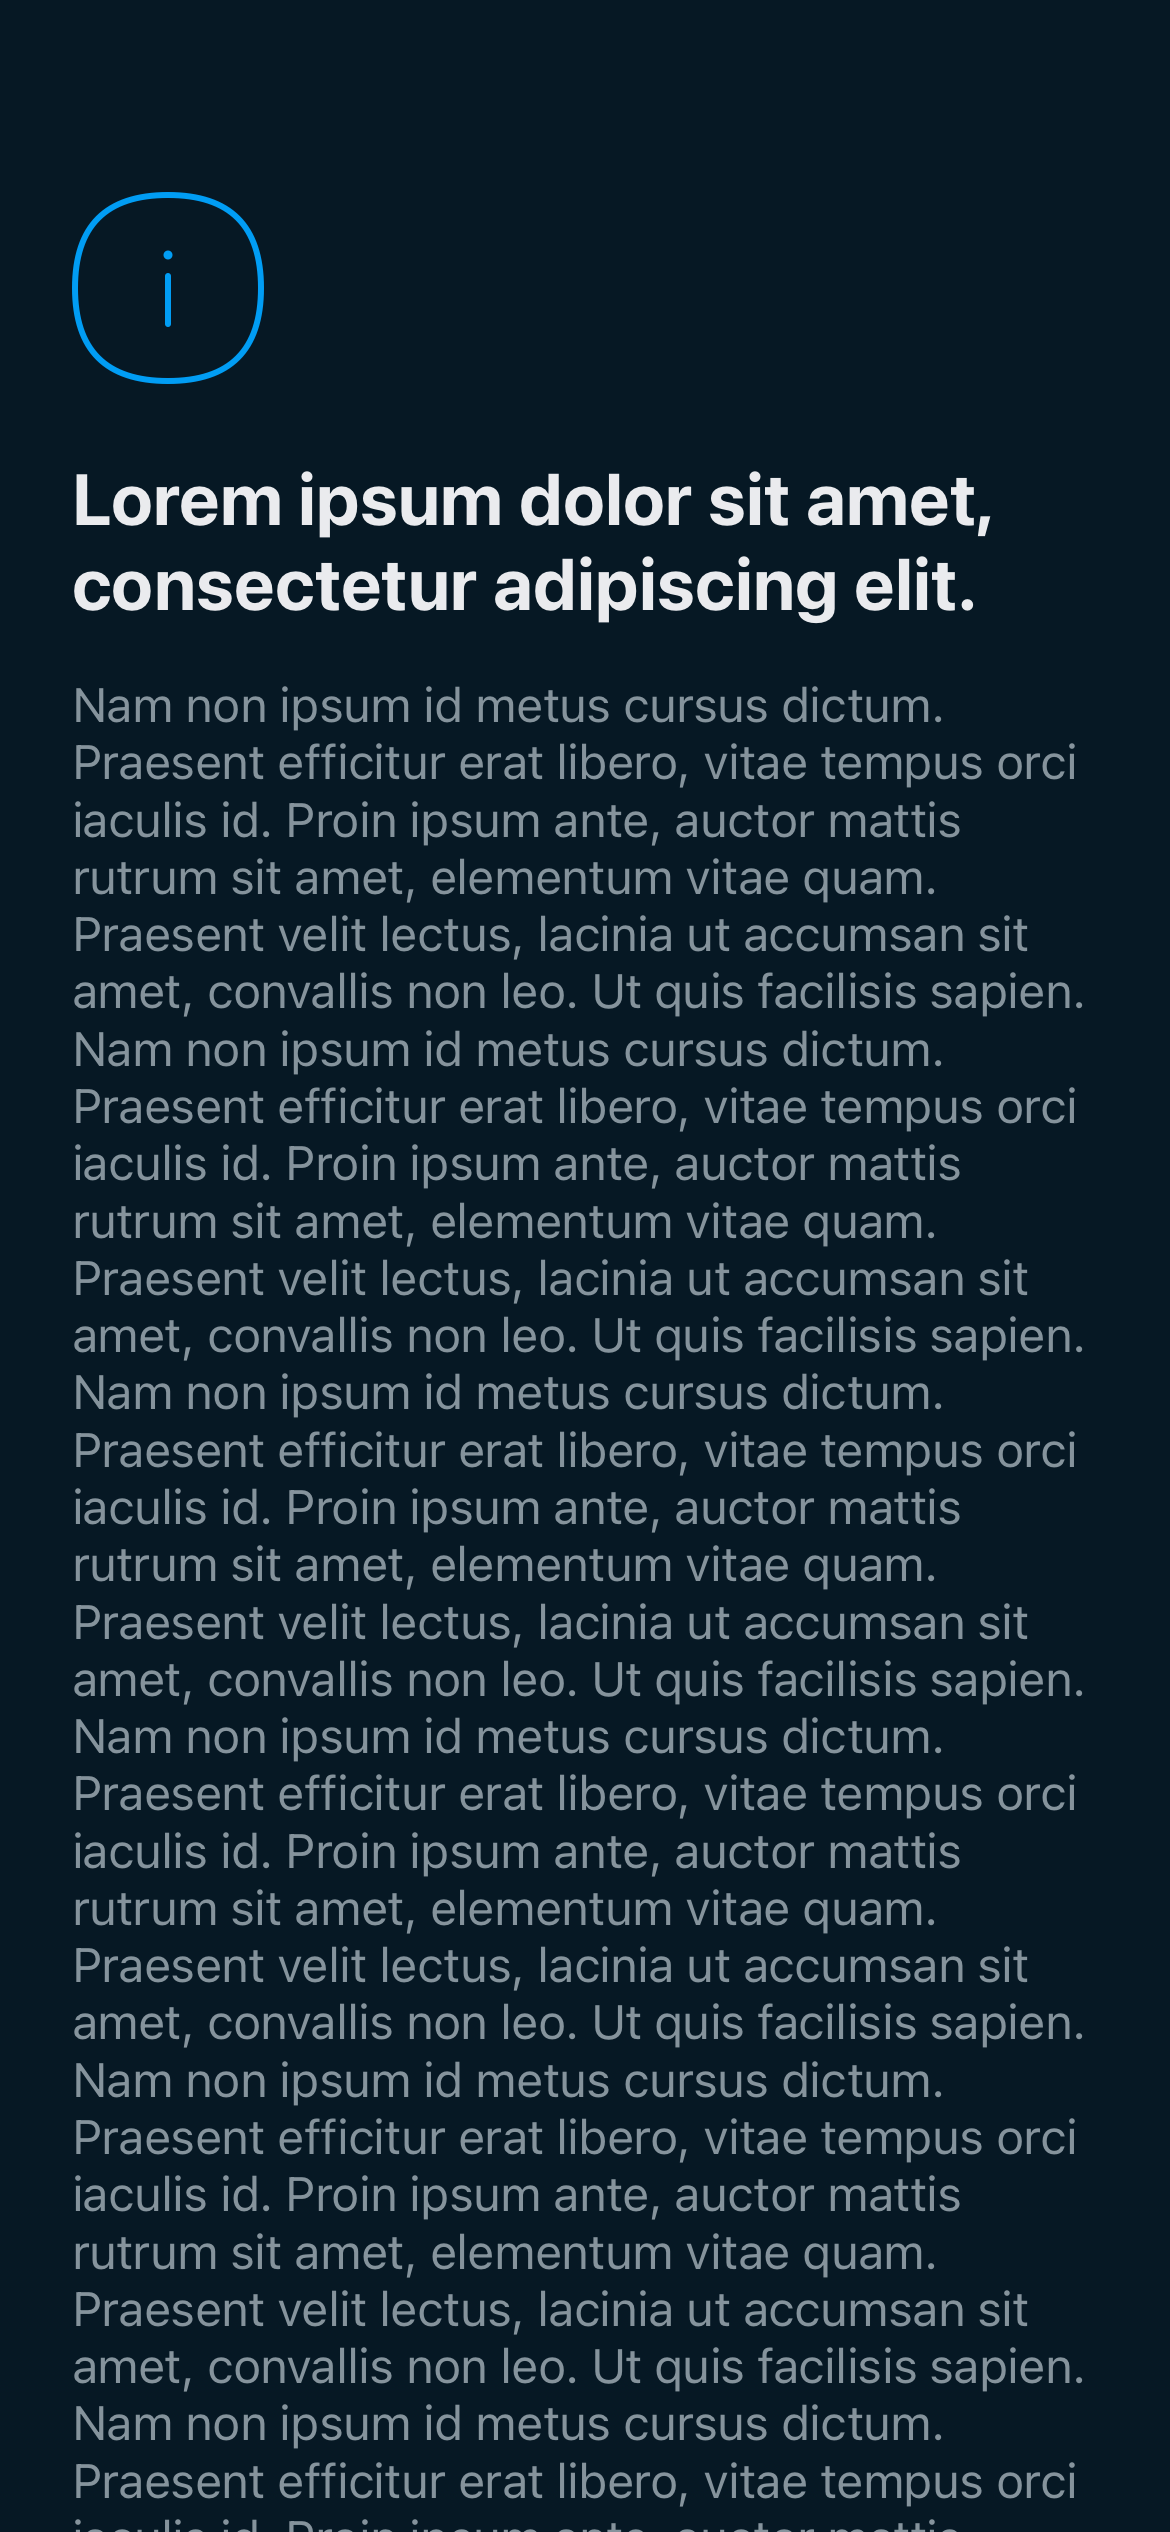 i
Lorem ipsum dolor sit amet,
consectetur adipiscing elit.
Nam non ipsum id metus cursus dictum.
Praesent efficitur erat libero, vitae tempus orci
iaculis id. Proin ipsum ante, auctor mattis
rutrum sit amet, elementum vitae quam.
Praesent velit lectus, lacinia ut accumsan sit
amet, convallis non leo. Ut quis facilisis sapien.
Nam non ipsum id metus cursus dictum.
Praesent efficitur erat libero, vitae tempus orci
iaculis id. Proin ipsum ante, auctor mattis
rutrum sit amet, elementum vitae quam.
Praesent velit lectus, lacinia ut accumsan sit
amet, convallis non leo. Ut quis facilisis sapien.
Nam non ipsum id metus cursus dictum.
Praesent efficitur erat libero, vitae tempus orci
iaculis id. Proin ipsum ante, auctor mattis
rutrum sit amet, elementum vitae quam.
Praesent velit lectus, lacinia ut accumsan sit
amet, convallis non leo. Ut quis facilisis sapien.
Nam non ipsum id metus cursus dictum.
Praesent efficitur erat libero, vitae tempus orci
iaculis id. Proin ipsum ante, auctor mattis
rutrum sit amet, elementum vitae quam.
Praesent velit lectus, lacinia ut accumsan sit
amet, convallis non leo. Ut quis facilisis sapien.
Nam non ipsum id metus cursus dictum.
Praesent efficitur erat libero, vitae tempus orci
iaculis id. Proin ipsum ante, auctor mattis
rutrum sit amet, elementum vitae quam.
Praesent velit lectus, lacinia ut accumsan sit
amet, convallis non leo. Ut quis facilisis sapien.
Nam non ipsum id metus cursus dictum.
Praesent efficitur erat libero, vitae tempus orci
iaculis id. Proin ipsum ante, auctor mattis